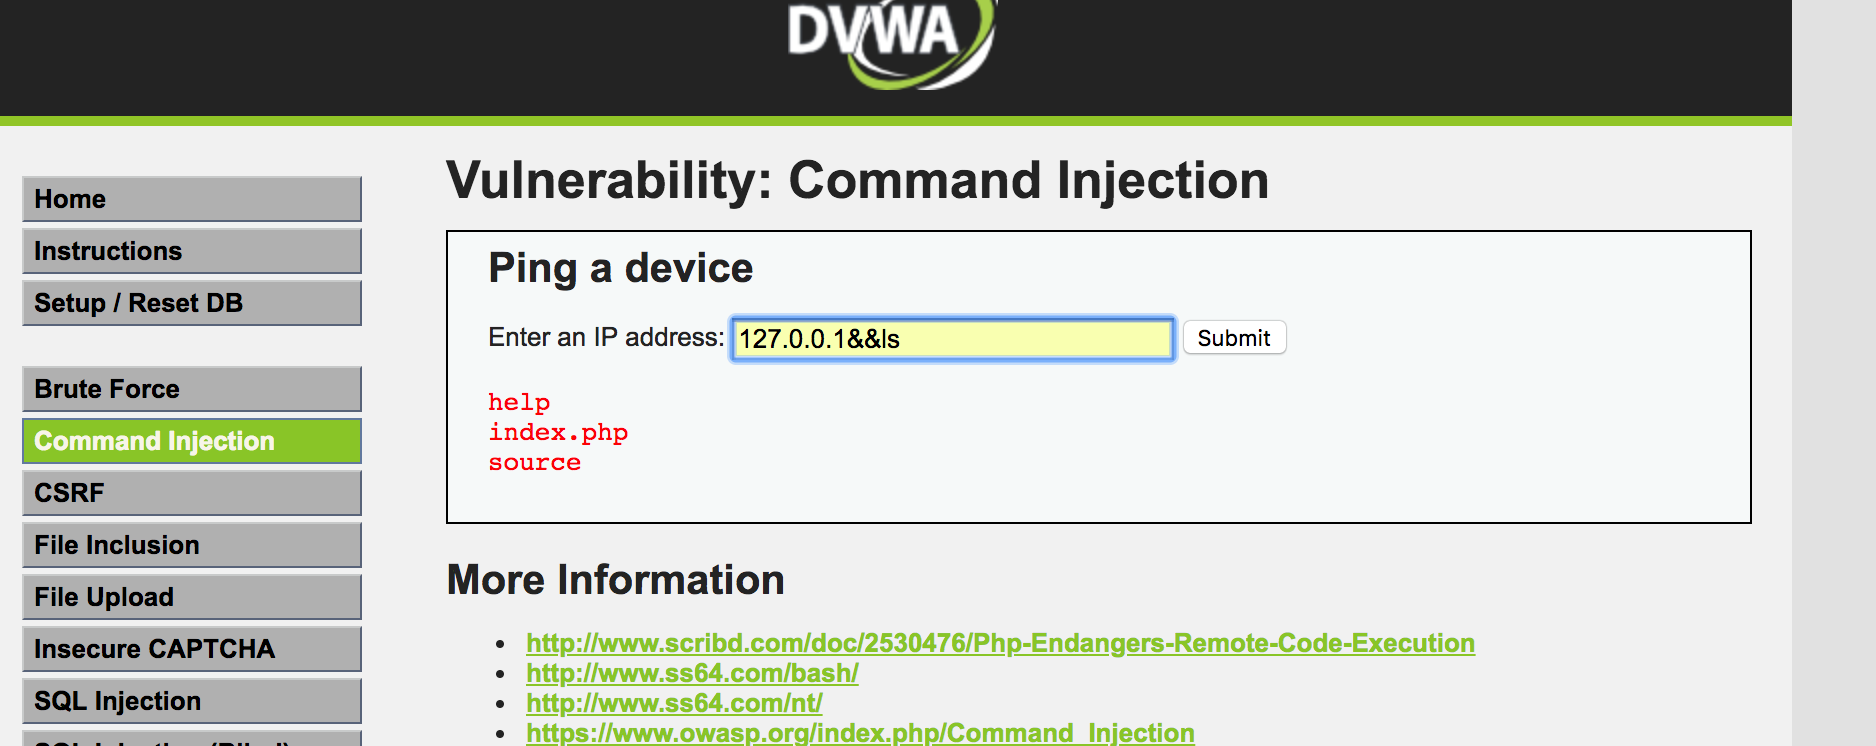 DVWA
Home
Instructions
Setup / Reset DB
Brute Force
Command Injection
CSRF
File Inclusion
File Upload
Insecure CAPTCHA
SQL Injection
Vulnerability: Command Injection
Ping a device
Enter an IP address: 127.0.0.1&&ls Submit
help
index.php
source
More Information
http://www.scribd.com/doc/2530476/Php-Endangers-Remote-Code-Execution
http://www.ss64.com/bash/
http://www.ss64.com/nt/
https://www.owasp.org/index.php/Command_Injection